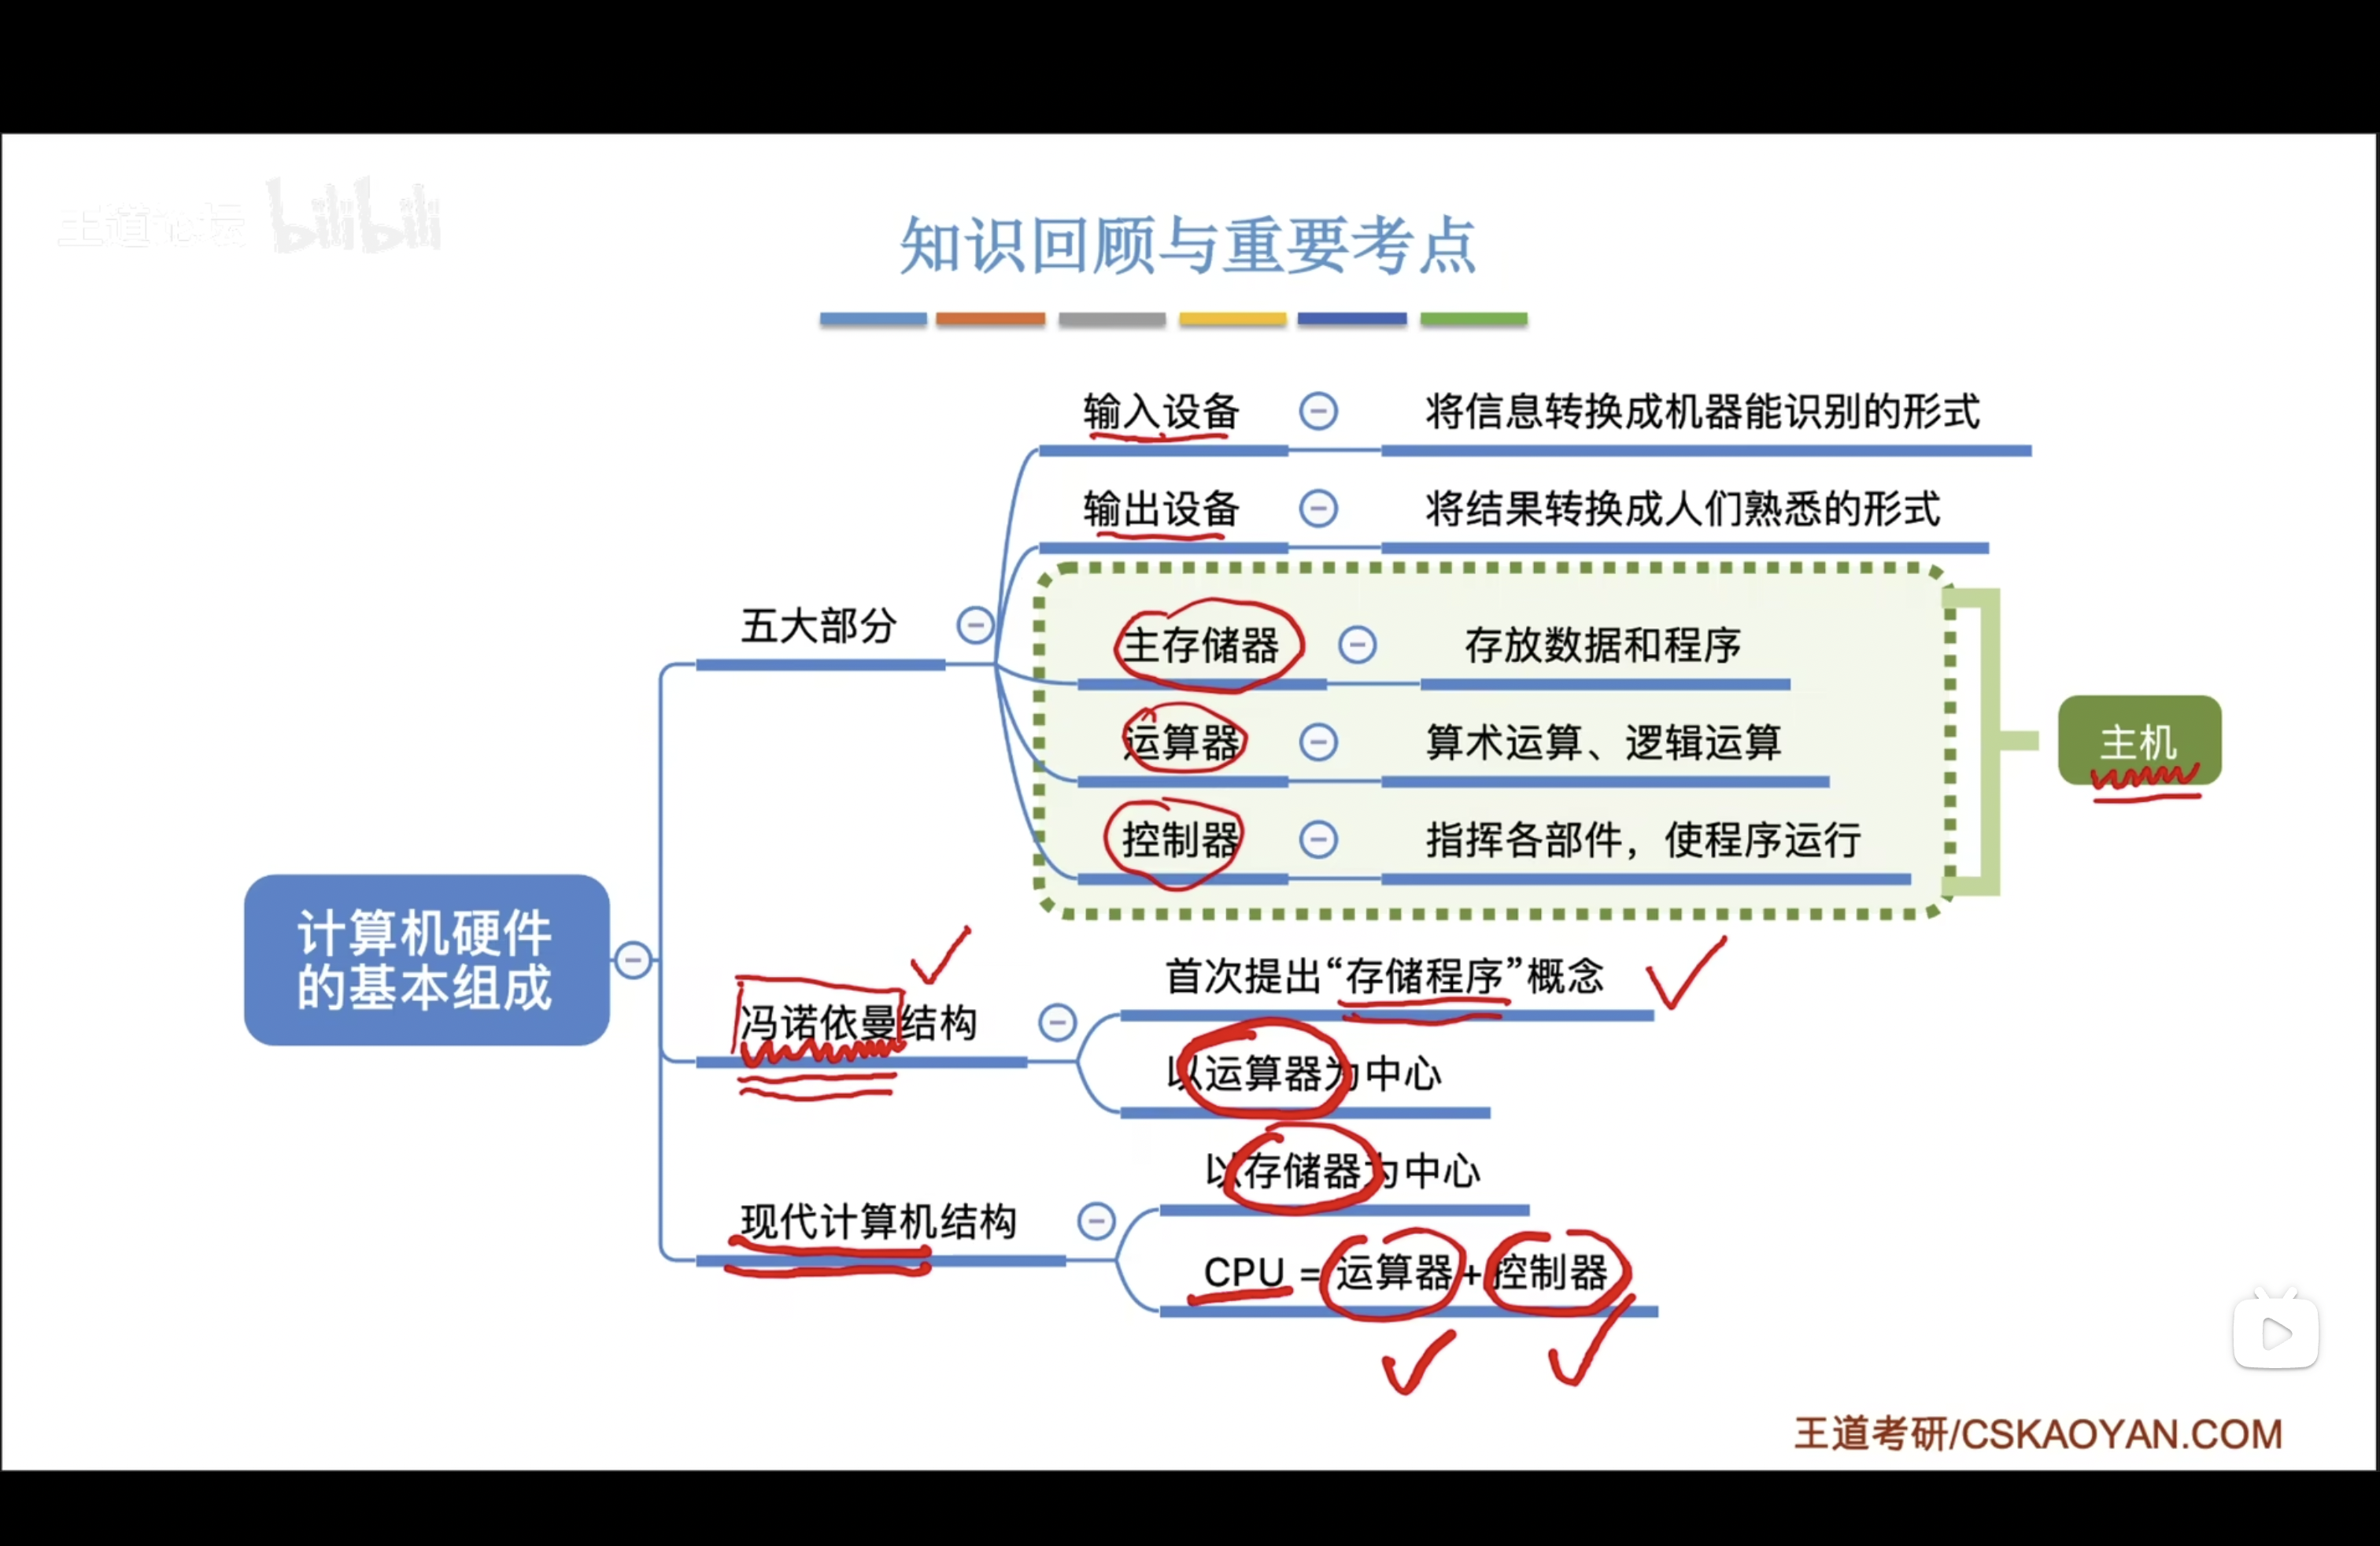 王道论坛 bilibili
知识回顾与重要考点
输入设备 将信息转换成机器能识别的形式
输出设备 将结果转换成人们熟悉的形式
五大部分
主存储器 存放数据和程序
运算器 算术运算、逻辑运算
主机
控制器 指挥各部件，使程序运行
计算机硬件
的基本组成
首次提出“存储程序”概念
冯诺依曼结构
以运算器为中心
以存储器为中心
现代计算机结构
CPU = 运算器+控制器
王道考研/CSKAOYAN.COM